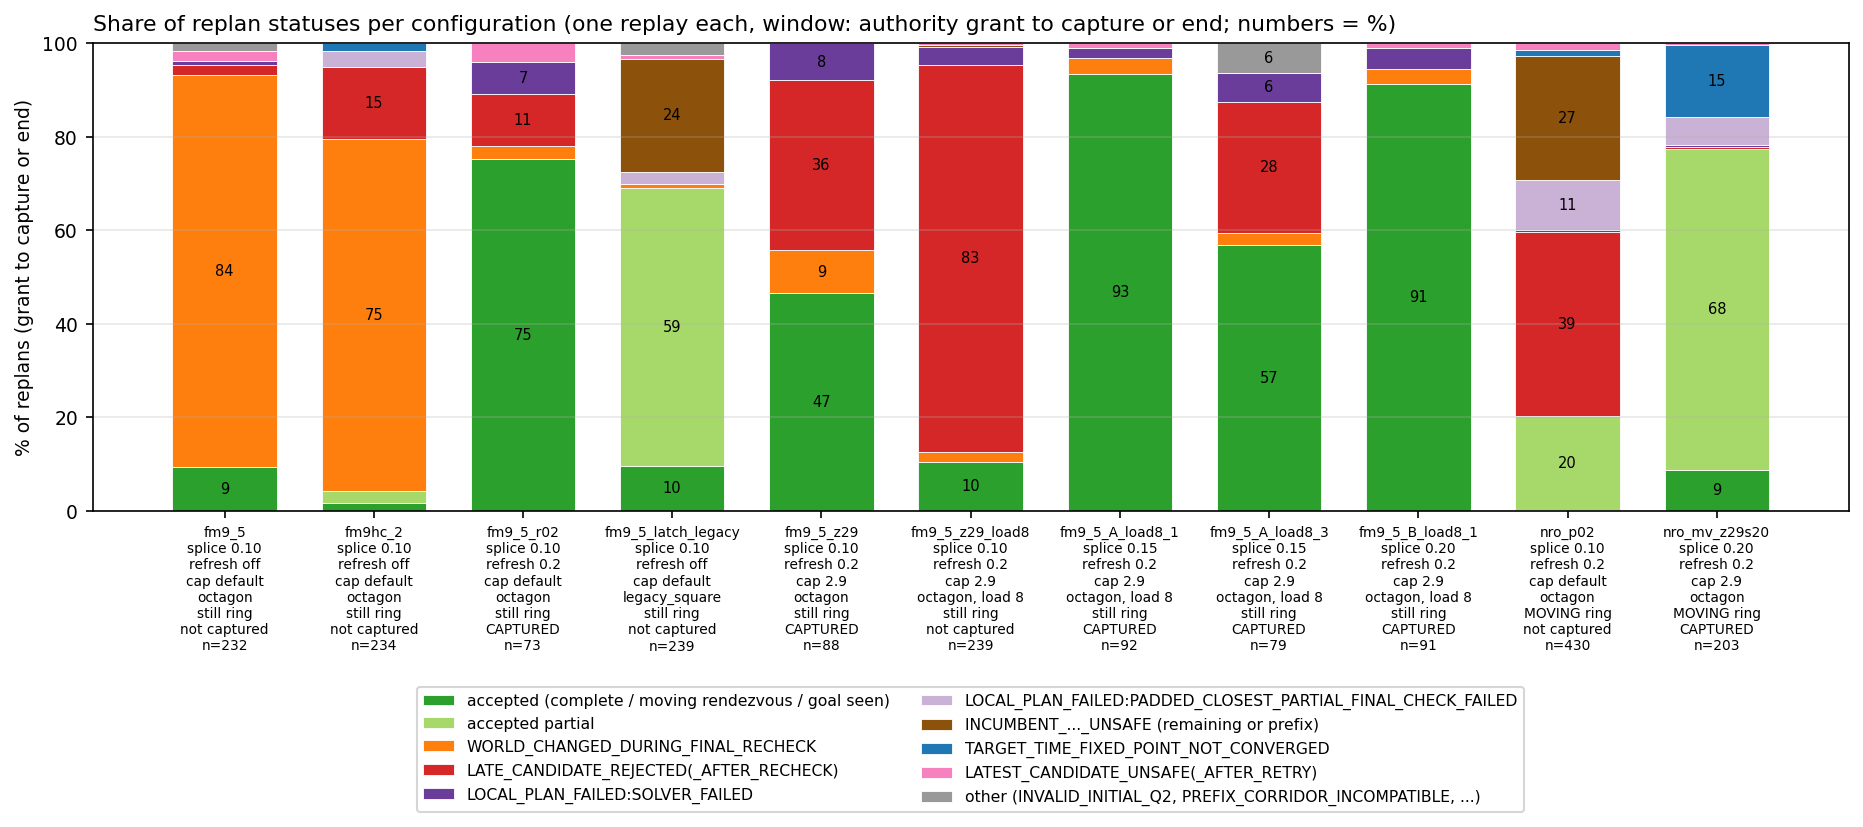 Share of replan statuses per configuration (one replay each, window: authority grant to capture or end; numbers = %)
% of replans (grant to capture or end)
100
80
60
40
20
0
84
9
15
75
7
11
75
24
59
10
8
36
9
47
83
10
93
6
6
28
57
91
27
11
39
20
15
68
9
fm9_5
splice 0.10
refresh off
cap default
octagon
still ring
not captured
n=232
fm9hc_2
splice 0.10
refresh off
cap default
octagon
still ring
not captured
n=234
fm9_5_r02
splice 0.10
refresh 0.2
cap default
octagon
still ring
CAPTURED
n=73
fm9_5_latch_legacy
splice 0.10
refresh off
cap default
legacy_square
still ring
not captured
n=239
fm9_5_z29
splice 0.10
refresh 0.2
cap 2.9
octagon
still ring
CAPTURED
n=88
fm9_5_z29_load8
splice 0.10
refresh 0.2
cap 2.9
octagon, load 8
still ring
not captured
n=239
fm9_5_A_load8_1
splice 0.15
refresh 0.2
cap 2.9
octagon, load 8
still ring
CAPTURED
n=92
fm9_5_A_load8_3
splice 0.15
refresh 0.2
cap 2.9
octagon, load 8
still ring
CAPTURED
n=79
fm9_5_B_load8_1
splice 0.20
refresh 0.2
cap 2.9
octagon, load 8
still ring
CAPTURED
n=91
nro_p02
splice 0.10
refresh 0.2
cap default
octagon
MOVING ring
not captured
n=430
nro_mv_z29s20
splice 0.20
refresh 0.2
cap 2.9
octagon
MOVING ring
CAPTURED
n=203
accepted (complete / moving rendezvous / goal seen)
accepted partial
WORLD_CHANGED_DURING_FINAL_RECHECK
LATE_CANDIDATE_REJECTED(_AFTER_RECHECK)
LOCAL_PLAN_FAILED:SOLVER_FAILED
LOCAL_PLAN_FAILED:PADDED_CLOSEST_PARTIAL_FINAL_CHECK_FAILED
INCUMBENT_..._UNSAFE (remaining or prefix)
TARGET_TIME_FIXED_POINT_NOT_CONVERGED
LATEST_CANDIDATE_UNSAFE(_AFTER_RETRY)
other (INVALID_INITIAL_Q2, PREFIX_CORRIDOR_INCOMPATIBLE, ...)